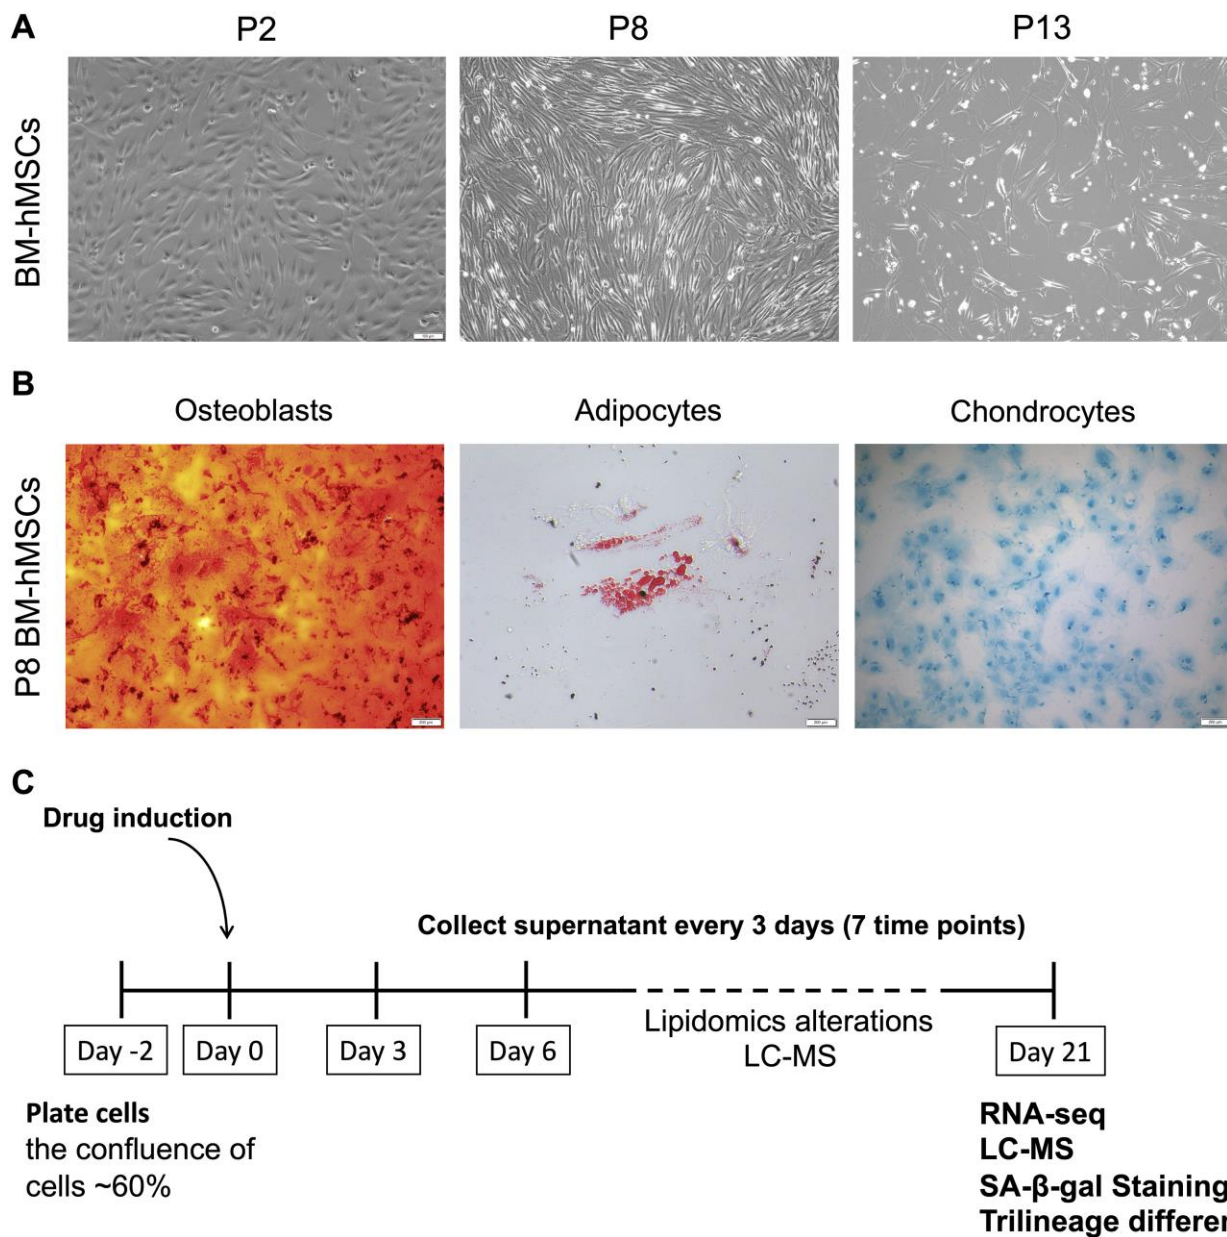 A
P2
P8
P13
BM-hMSCs
B
Osteoblasts
Adipocytes
Chondrocytes
P8 BM-hMSCs
C
Drug induction
Collect supernatant every 3 days (7 time points)
Day -2
Day 0
Day 3
Day 6
Lipidomics alterations
LC-MS
Day 21
Plate cells
the confluence of
cells ~60%
RNA-seq
LC-MS
SA-β-gal Staining
Trilineage differen